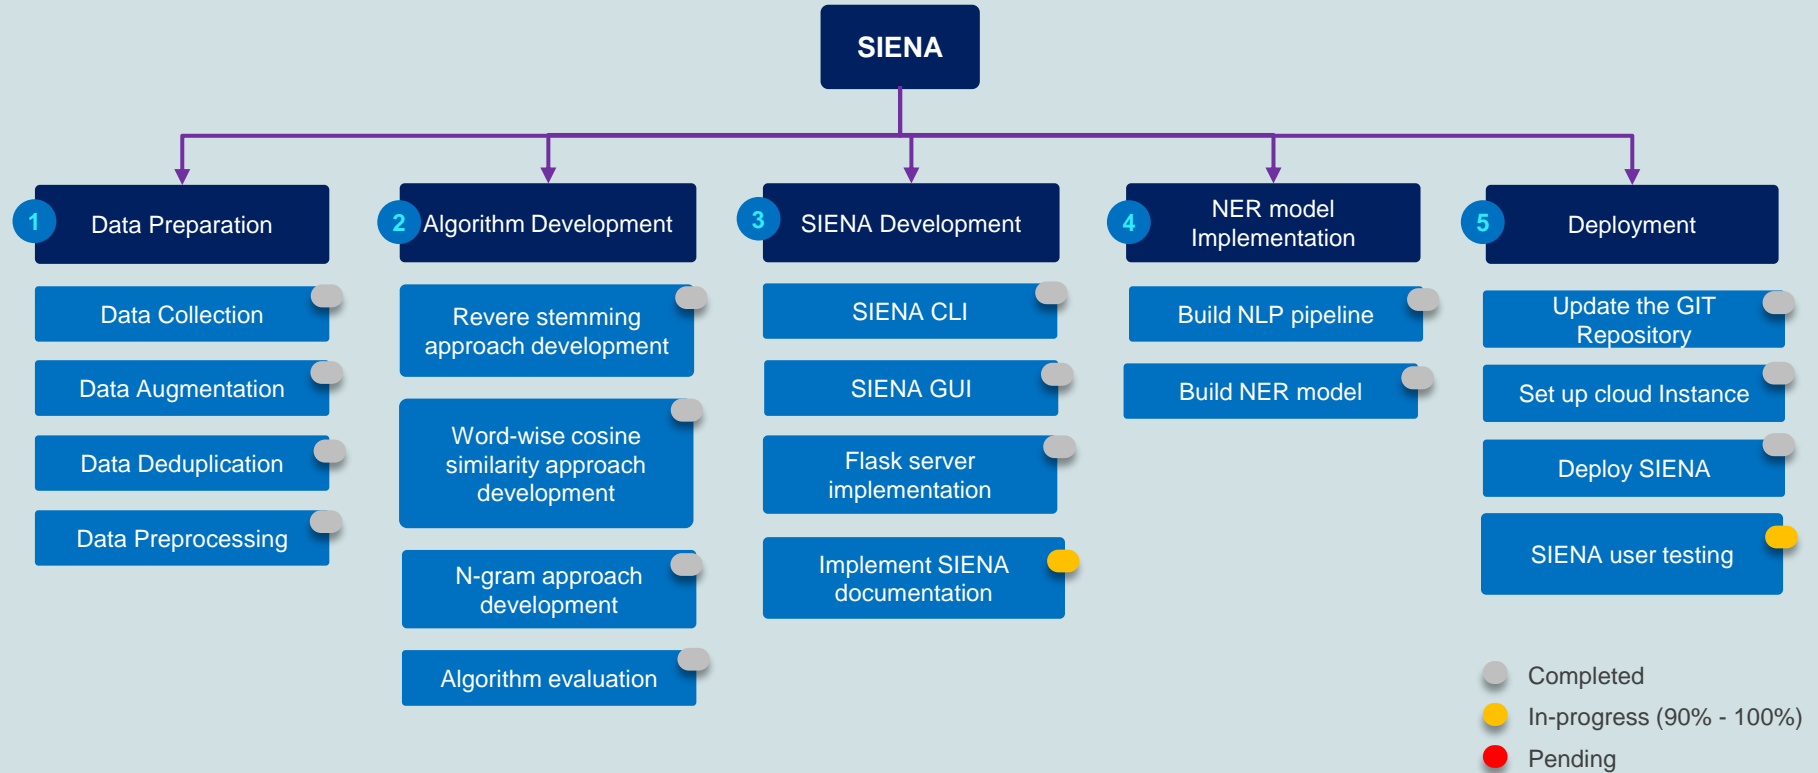 SIENA
1
Data Preparation
Data Collection
Data Augmentation
Data Deduplication
Data Preprocessing
2
Algorithm Development
Revere stemming
approach development
Word-wise cosine
similarity approach
development
N-gram approach
development
Algorithm evaluation
3
SIENA Development
SIENA CLI
SIENA GUI
Flask server
implementation
Implement SIENA
documentation
4
NER model
Implementation
Build NLP pipeline
Build NER model
5
Deployment
Update the GIT
Repository
Set up cloud Instance
Deploy SIENA
SIENA user testing
Completed
In-progress (90% - 100%)
Pending